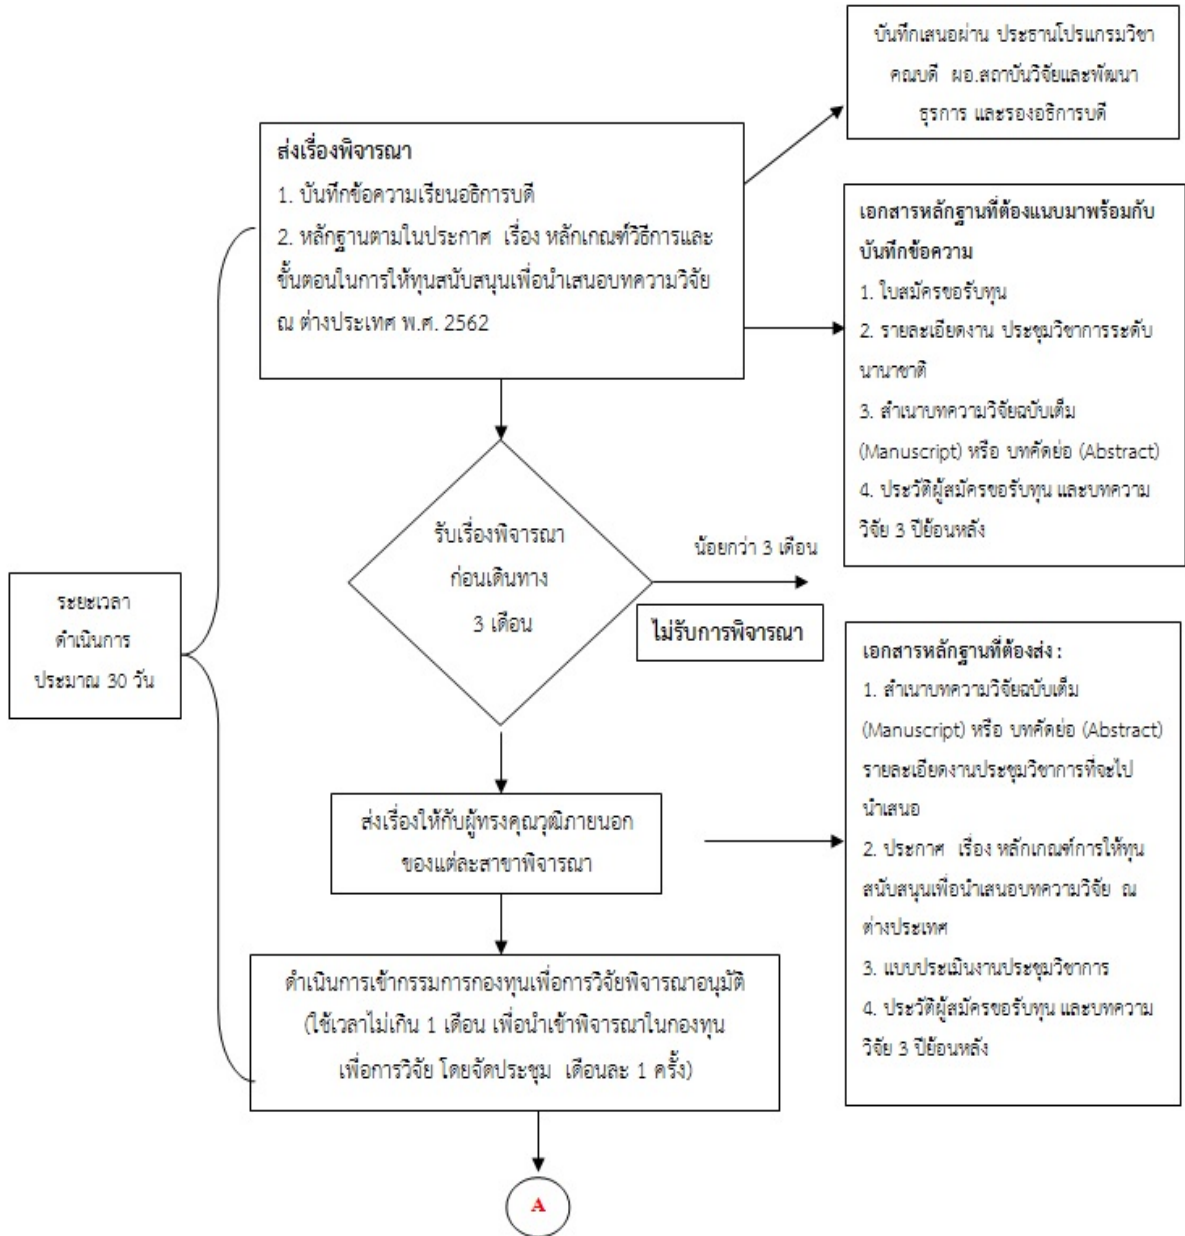 บันทึกเสนอผ่าน ประธานโปรแกรมวิชา
คณบดี ผอ.สถาบันวิจัยและพัฒนา
ธุรการ และรองอธิการบดี
ส่งเรื่องพิจารณา
1. บันทึกข้อความเรียนอธิการบดี
2. หลักฐานตามในประกาศ เรื่อง หลักเกณฑ์วิธีการและ
ขั้นตอนในการให้ทุนสนับสนุนเพื่อนำเสนอบทความวิจัย
ณ ต่างประเทศ พ.ศ. 2562
เอกสารหลักฐานที่ต้องแนบมาพร้อมกับ
บันทึกข้อความ
1. ใบสมัครขอรับทุน
2. รายละเอียดงาน ประชุมวิชาการระดับ
นานาชาติ
3. สำเนาบทความวิจัยฉบับเต็ม
(Manuscript) หรือ บทคัดย่อ (Abstract)
4. ประวัติผู้สมัครขอรับทุน และบทความ
วิจัย 3 ปีย้อนหลัง
รับเรื่องพิจารณา
ก่อนเดินทาง
3 เดือน
น้อยกว่า 3 เดือน
ไม่รับการพิจารณา
ระยะเวลา
ดำเนินการ
ประมาณ 30 วัน
เอกสารหลักฐานที่ต้องส่ง :
1. สำเนาบทความวิจัยฉบับเต็ม
(Manuscript) หรือ บทคัดย่อ (Abstract)
รายละเอียดงานประชุมวิชาการที่จะไป
นำเสนอ
2. ประกาศ เรื่อง หลักเกณฑ์การให้ทุน
สนับสนุนเพื่อนำเสนอบทความวิจัย ณ
ต่างประเทศ
3. แบบประเมินงานประชุมวิชาการ
4. ประวัติผู้สมัครขอรับทุน และบทความ
วิจัย 3 ปีย้อนหลัง
ส่งเรื่องให้กับผู้ทรงคุณวุฒิภายนอก
ของแต่ละสาขาพิจารณา
ดำเนินการเข้ากรรมการกองทุนเพื่อการวิจัยพิจารณาอนุมัติ
(ใช้เวลาไม่เกิน 1 เดือน เพื่อนำเข้าพิจารณาในกองทุน
เพื่อการวิจัย โดยจัดประชุม เดือนละ 1 ครั้ง)
A